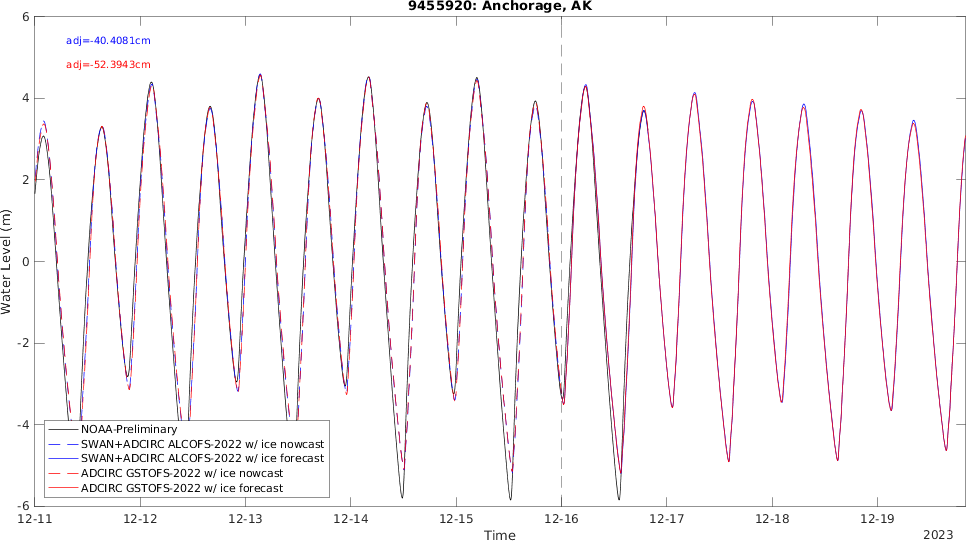 9455920: Anchorage, AK
6
adj=-40.4081cm
adj=-52.3943cm
4
2
0
-2
-4
-6
Water Level (m)
NOAA-Preliminary
SWAN+ADCIRC ALCOFS-2022 w/ ice nowcast
SWAN+ADCIRC ALCOFS-2022 w/ ice forecast
ADCIRC GSTOFS-2022 w/ ice nowcast
ADCIRC GSTOFS-2022 w/ ice forecast
12-11 12-12 12-13 12-14 12-15 12-16 12-17 12-18 12-19
Time
2023